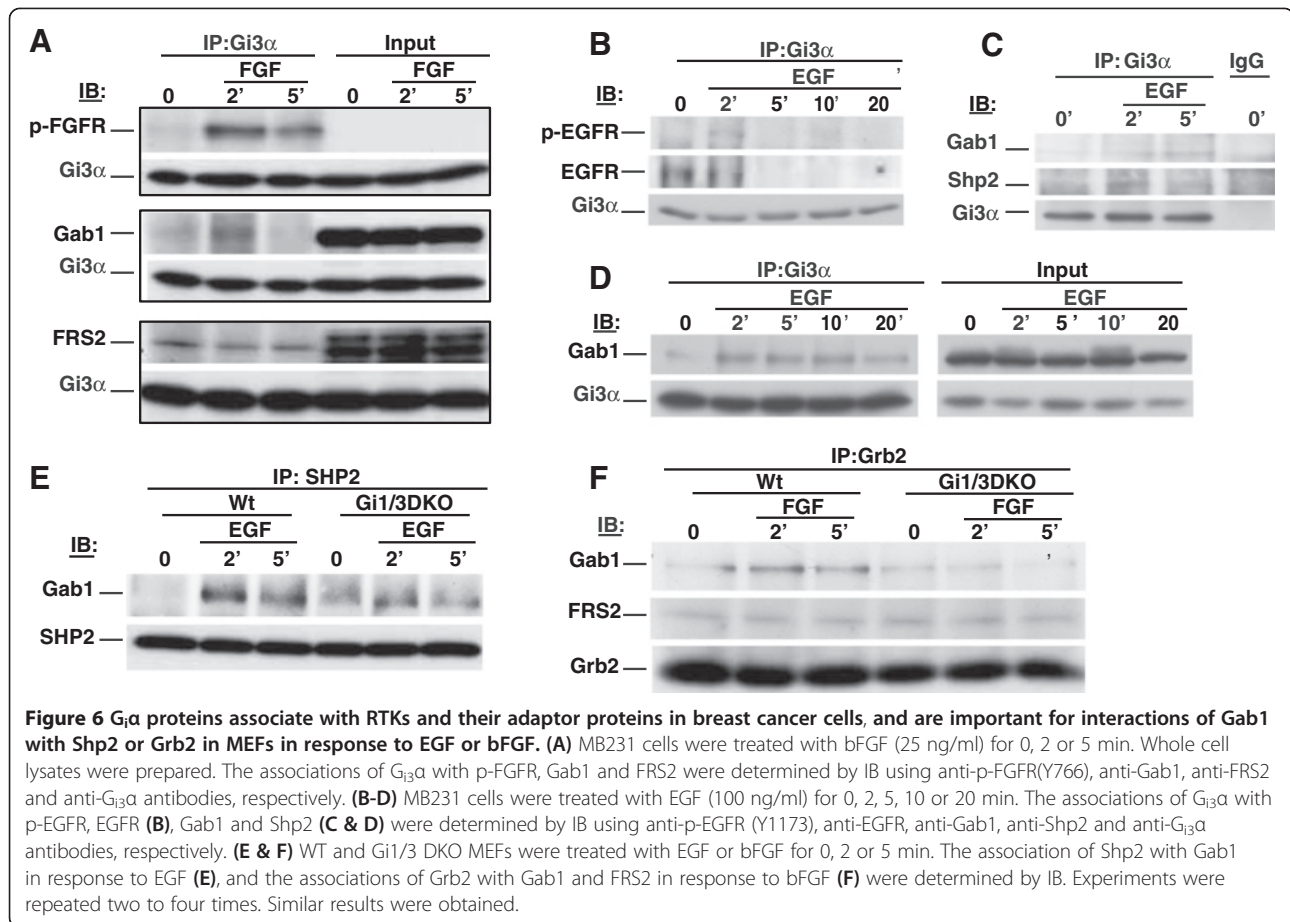 A
IP:Gi3α Input
FGF FGF
IB: 0 2' 5' 0 2' 5'
p-FGFR
Gi3α
Gab1
Gi3α
FRS2
Gi3α
B
IP:Gi3α
EGF '
IB: 0 2' 5' 10' 20
p-EGFR
EGFR
Gi3α
C
IP:Gi3α IgG
EGF
IB: 0' 2' 5' 0'
Gab1
Shp2
Gi3α
D
IP:Gi3α Input
EGF EGF
IB: 0 2' 5' 10' 20' 0 2' 5' 10' 20
Gab1
Gi3α
E
IP: SHP2
Wt Gi1/3DKO
EGF EGF
IB: 0 2' 5' 0 2' 5'
Gab1
SHP2
F
IP:Grb2
Wt Gi1/3DKO
FGF FGF
IB: 0 2' 5' 0 2' 5'
Gab1 '
FRS2
Grb2
Figure 6 Giα proteins associate with RTKs and their adaptor proteins in breast cancer cells, and are important for interactions of Gab1
with Shp2 or Grb2 in MEFs in response to EGF or bFGF. (A) MB231 cells were treated with bFGF (25 ng/ml) for 0, 2 or 5 min. Whole cell
lysates were prepared. The associations of Gi3α with p-FGFR, Gab1 and FRS2 were determined by IB using anti-p-FGFR(Y766), anti-Gab1, anti-FRS2
and anti-Gi3α antibodies, respectively. (B-D) MB231 cells were treated with EGF (100 ng/ml) for 0, 2, 5, 10 or 20 min. The associations of Gi3α with
p-EGFR, EGFR (B), Gab1 and Shp2 (C & D) were determined by IB using anti-p-EGFR (Y1173), anti-EGFR, anti-Gab1, anti-Shp2 and anti-Gi3α
antibodies, respectively. (E & F) WT and Gi1/3 DKO MEFs were treated with EGF or bFGF for 0, 2 or 5 min. The association of Shp2 with Gab1
in response to EGF (E), and the associations of Grb2 with Gab1 and FRS2 in response to bFGF (F) were determined by IB. Experiments were
repeated two to four times. Similar results were obtained.